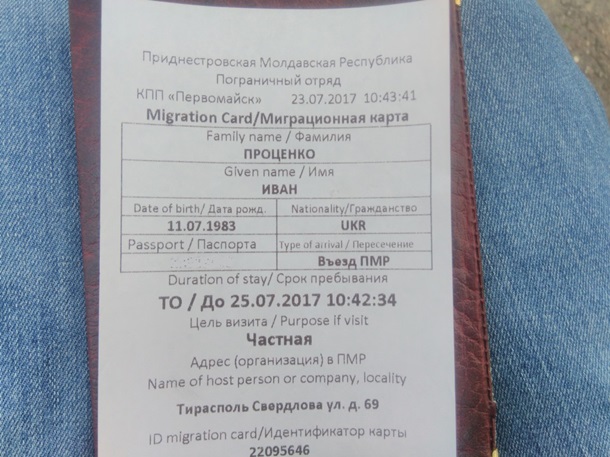 Приднестровская Молдавская Республика
Пограничный отряд
КПП «Первомайск» 23.07.2017 10:43:41
Migration Card/Миграционная карта
Family name / Фамилия
ПРОЦЕНКО
Given name / Имя
ИВАН
Date of birth/ Дата рожд. Nationality/Гражданство
11.07.1983 UKR
Passport / Паспорта Type of arrival / Пересечение
Въезд ПМР
Duration of stay/ Срок пребывания
TO / До 25.07.2017 10:42:34
Цель визита / Purpose if visit
Частная
Адрес (организация) в ПМР
Name of host person or company, locality
Тирасполь Свердлова ул. д. 69
ID migration card/Идентификатор карты
22095646